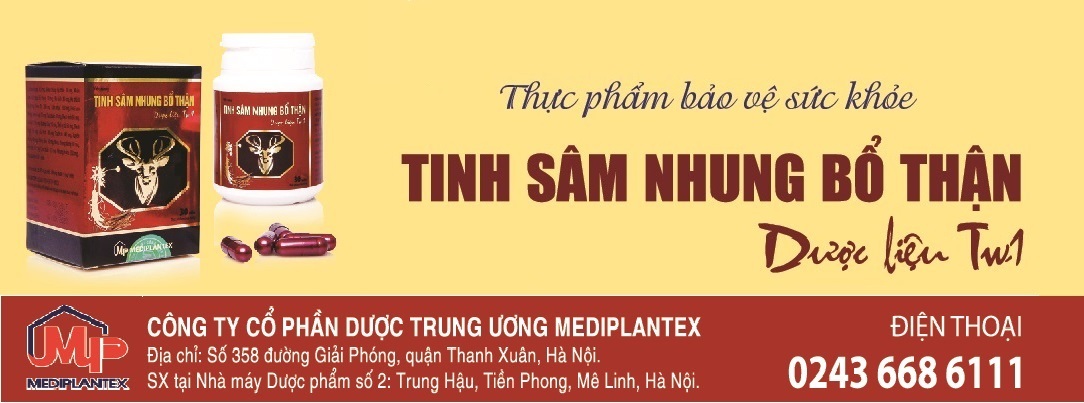 Thực phẩm bảo vệ sức khỏe
TINH SÂM NHUNG BỔ THẬN
Dược liệu Tw1
TINH SÂM NHUNG BỔ THẬN
Dược liệu Tw1
MEDIPLANTEX
TINH SÂM NHUNG BỔ THẬN
Dược liệu Tw1
MP
MEDIPLANTEX
CÔNG TY CỔ PHẦN DƯỢC TRUNG ƯƠNG MEDIPLANTEX
Địa chỉ: Số 358 đường Giải Phóng, quận Thanh Xuân, Hà Nội.
SX tại Nhà máy Dược phẩm số 2: Trung Hậu, Tiền Phong, Mê Linh, Hà Nội.
ĐIỆN THOẠI
0243 668 6111